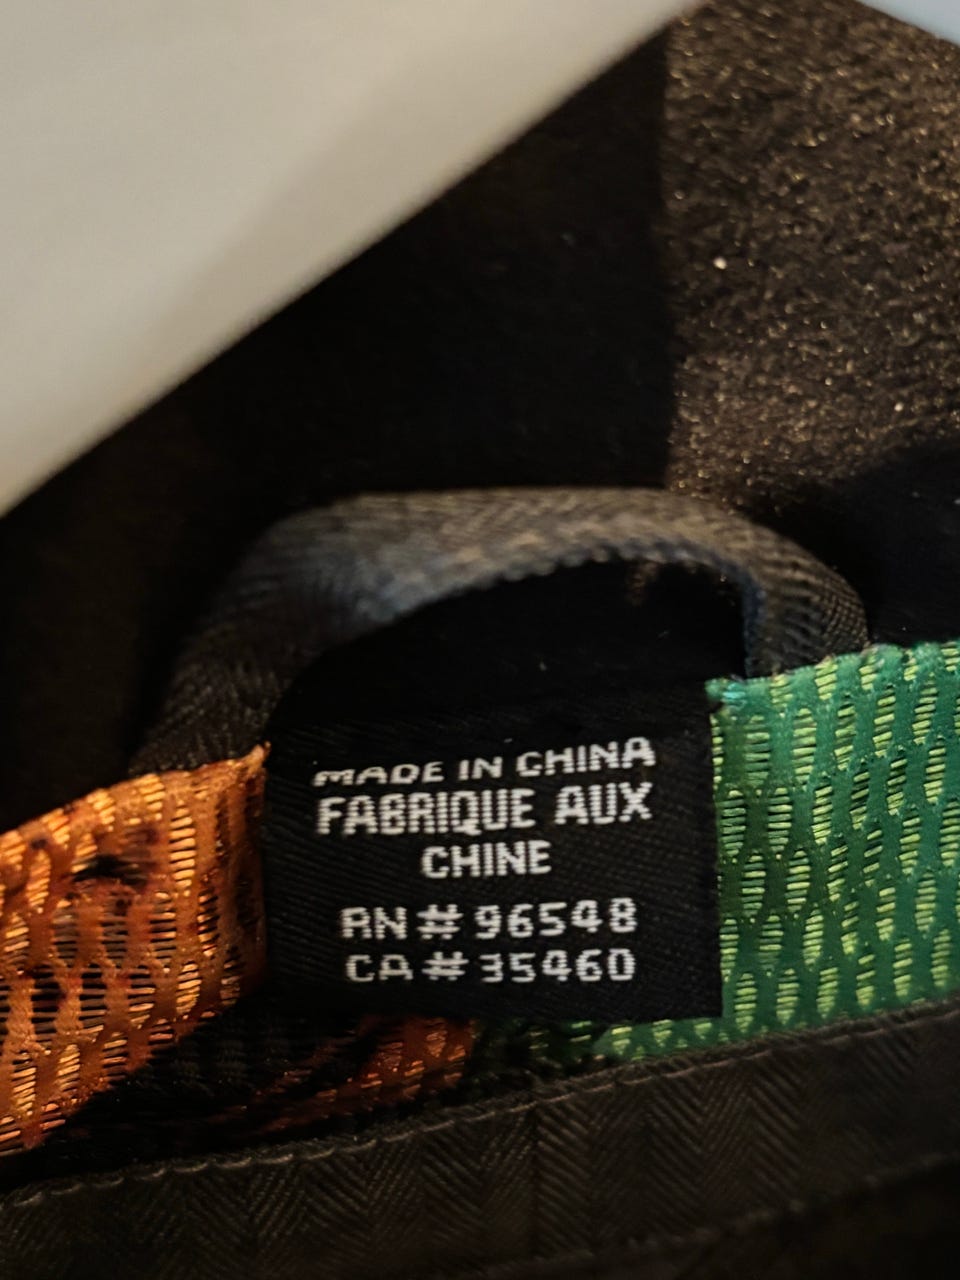 MADE IN CHINA
FABRIQUE AUX
CHINE
RN # 96548
CA # 35460